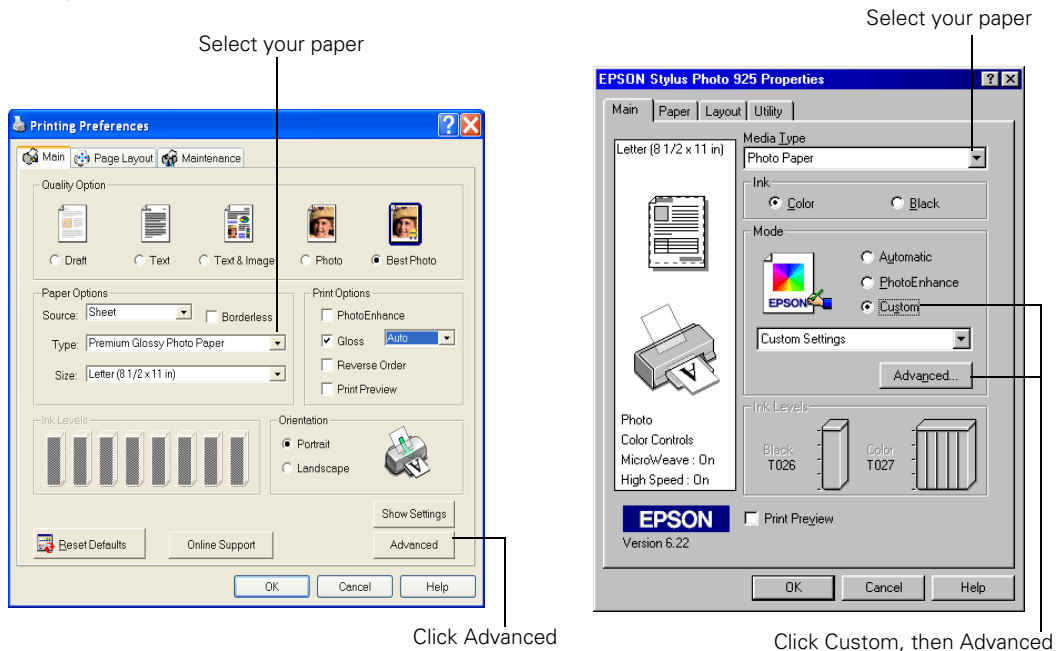 Select your paper
Printing Preferences
Main Page Layout Maintenance
Quality Option
Draft Text Text & Image Photo Best Photo
Paper Options
Source: Sheet Borderless
Type: Premium Glossy Photo Paper
Size: Letter (8 1/2 x 11 in)
Print Options
PhotoEnhance
Gloss Auto
Reverse Order
Print Preview
Ink Levels
Orientation
Portrait
Landscape
Show Settings
Reset Defaults Online Support Advanced
OK Cancel Help
Click Advanced
Select your paper
EPSON Stylus Photo 925 Properties
Main Paper Layout Utility
Letter (8 1/2 x 11 in)
Photo
Color Controls
MicroWeave : On
High Speed : On
EPSON
Version 6.22
Media Type
Photo Paper
Ink
Color Black
Mode
EPSON
Automatic
PhotoEnhance
Custom
Custom Settings
Advanced...
Ink Levels
Black
T026
Color
T027
Print Preview
OK Cancel Help
Click Custom, then Advanced